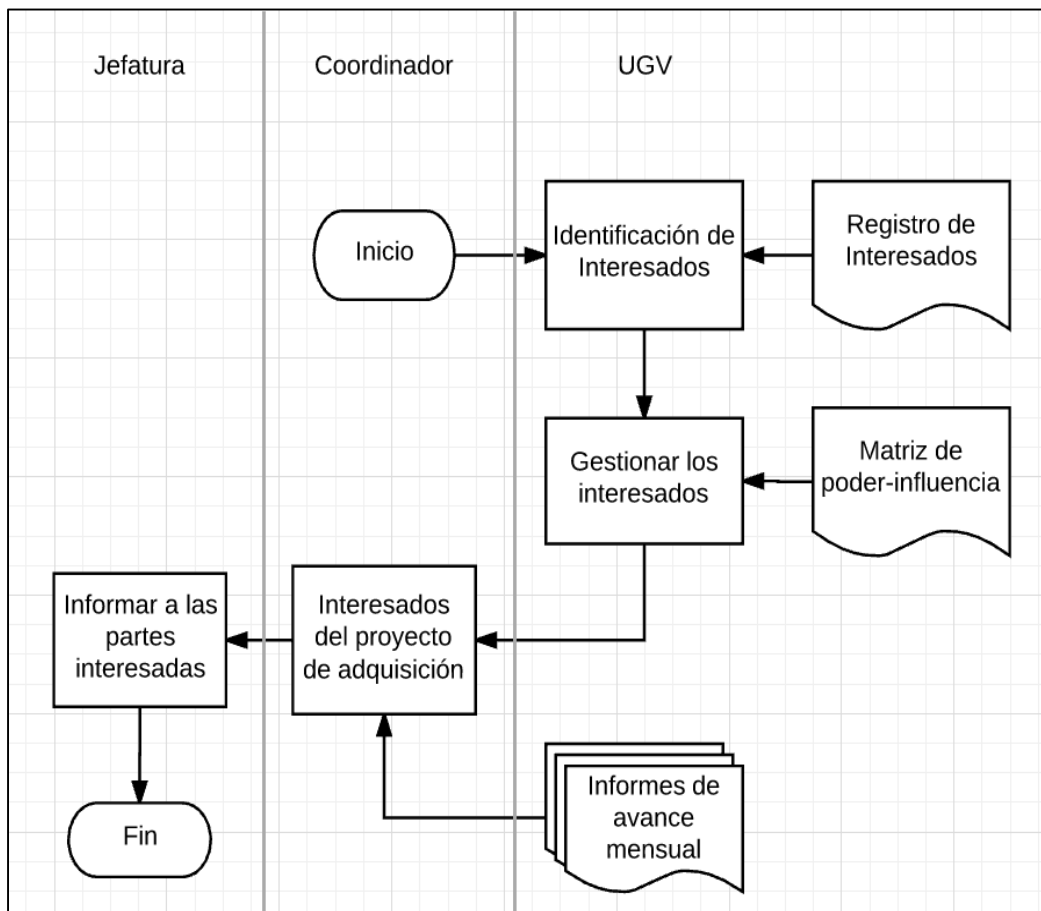 Jefatura
Coordinador
UGV
Inicio
Identificación de
Interesados
Registro de
Interesados
Gestionar los
interesados
Matriz de
poder-influencia
Informar a las
partes
interesadas
Interesados
del proyecto
de adquisición
Informes de
avance
mensual
Fin